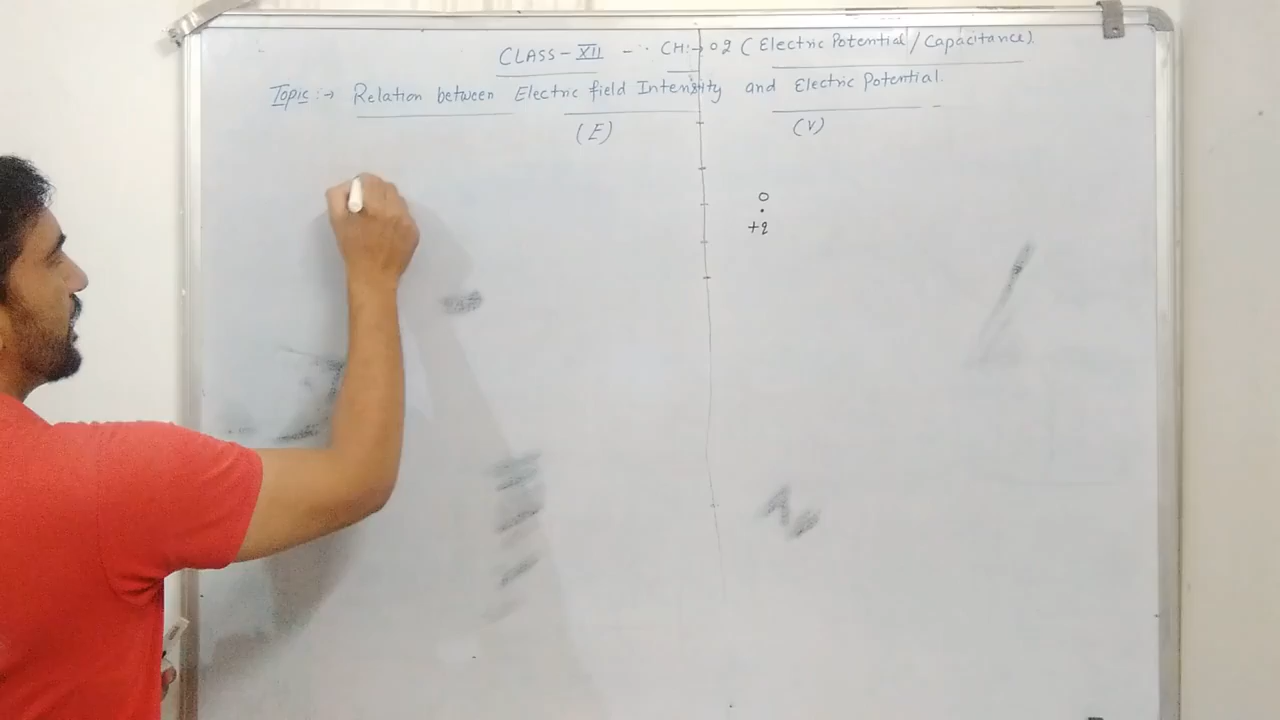 CLASS-XII - CH:- 02 (Electric Potential / Capacitance).
Topic :→ Relation between Electric field Intensity and Electric Potential.
(E) (V)
O
+q